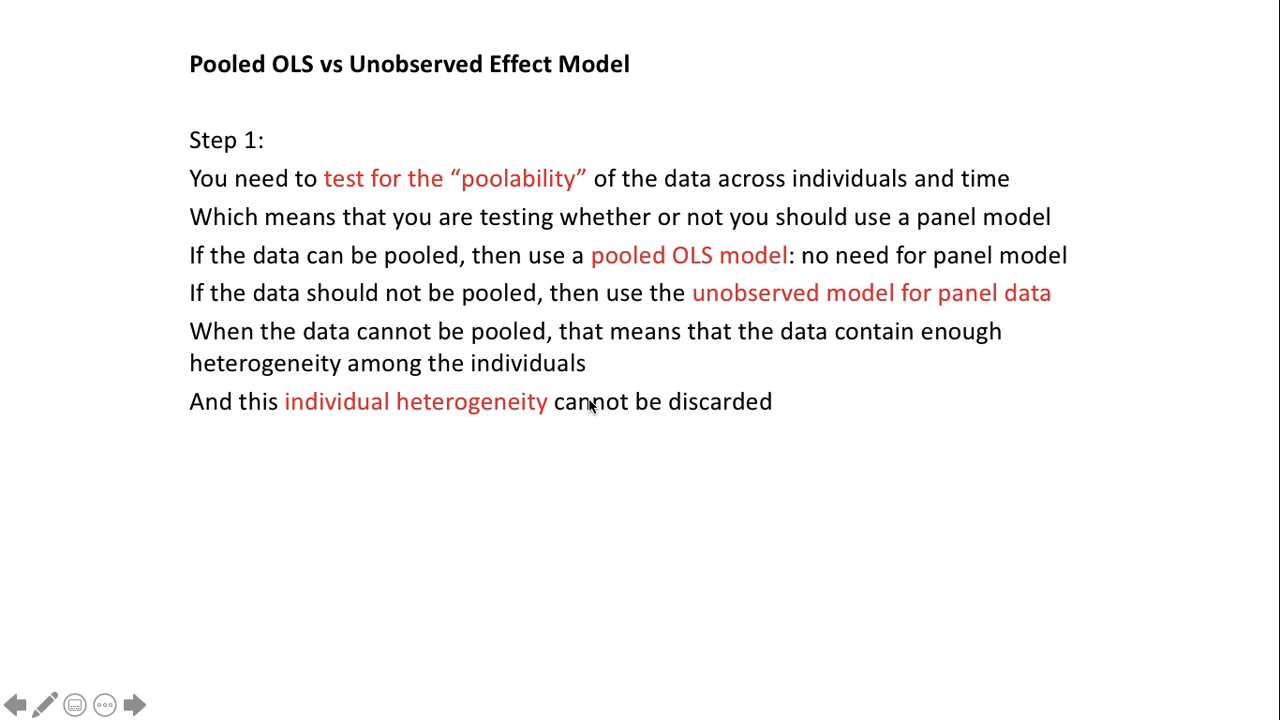 Pooled OLS vs Unobserved Effect Model
Step 1:
You need to test for the “poolability” of the data across individuals and time
Which means that you are testing whether or not you should use a panel model
If the data can be pooled, then use a pooled OLS model: no need for panel model
If the data should not be pooled, then use the unobserved model for panel data
When the data cannot be pooled, that means that the data contain enough
heterogeneity among the individuals
And this individual heterogeneity cannot be discarded